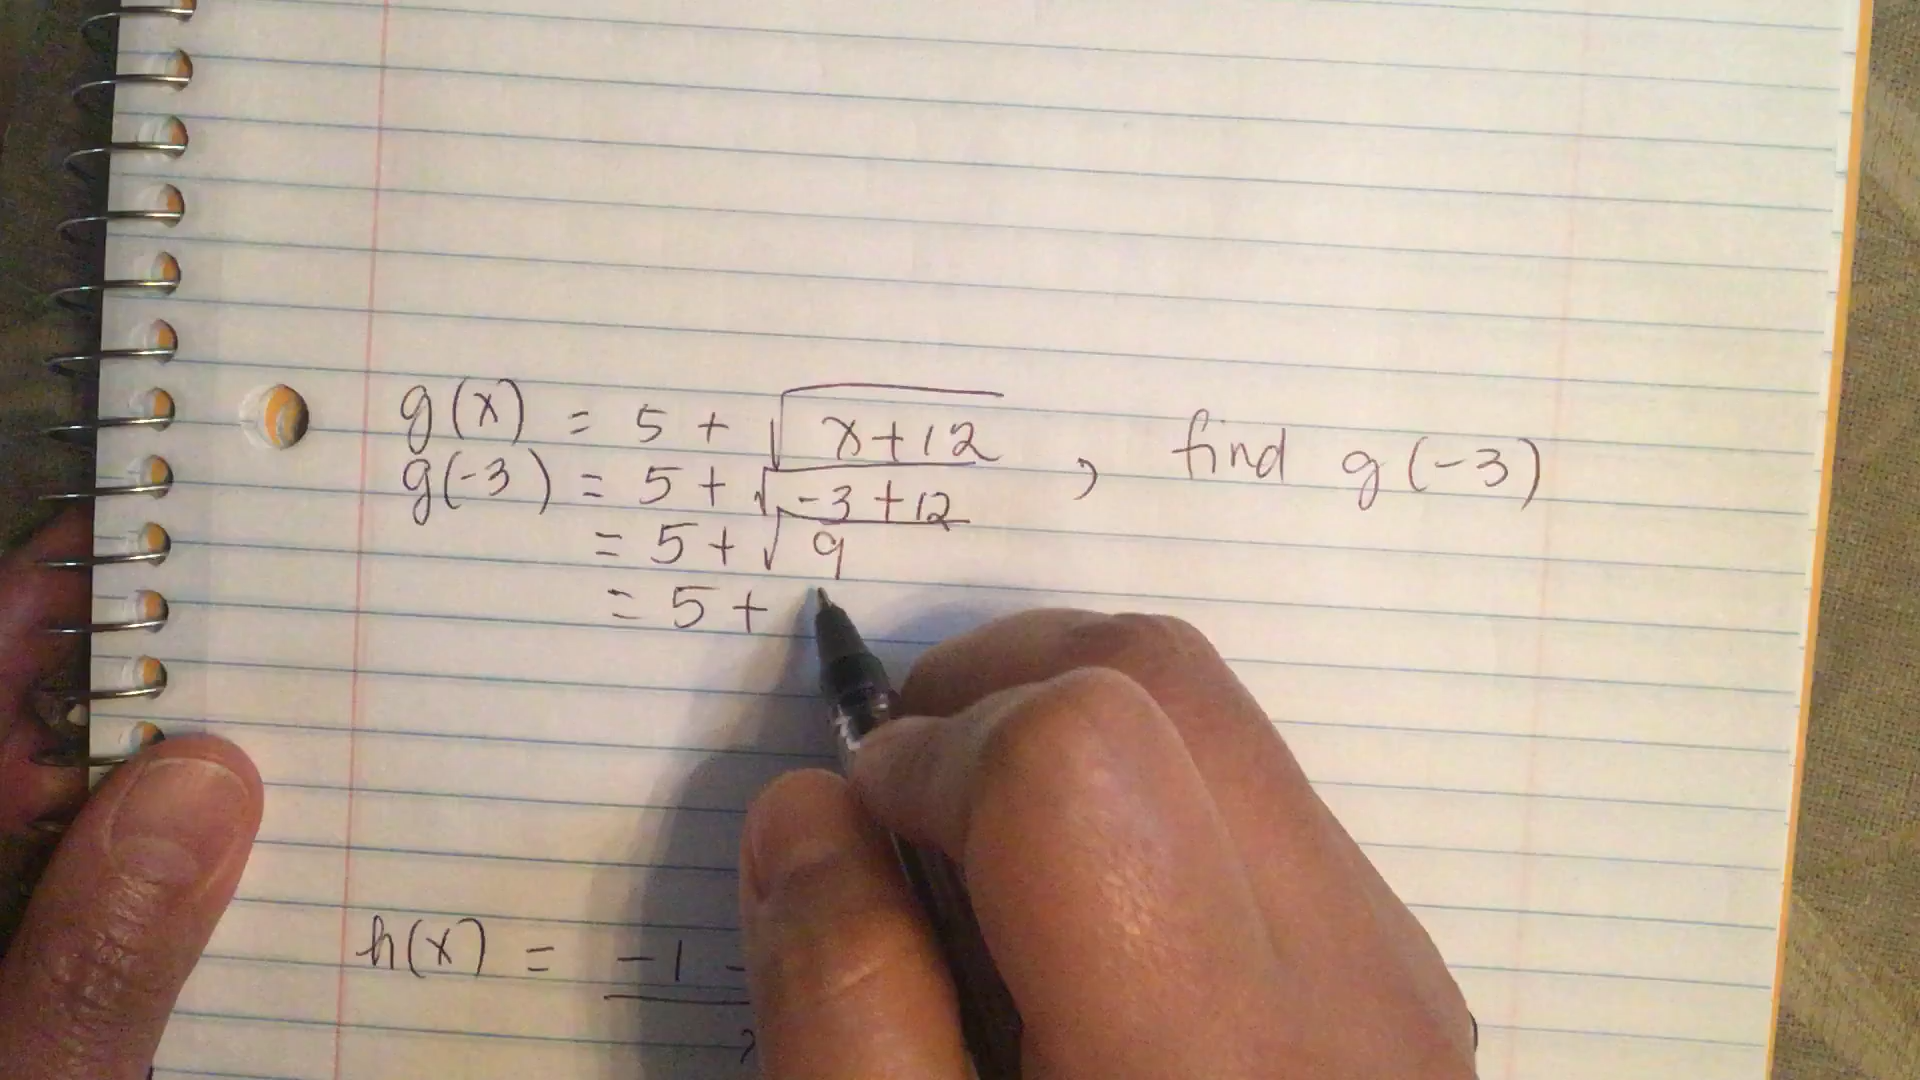 g(x) = 5 + √x+12 , find g(-3)
g(-3) = 5 + √-3+12
= 5 + √9
= 5 +
h(x) = -1 -